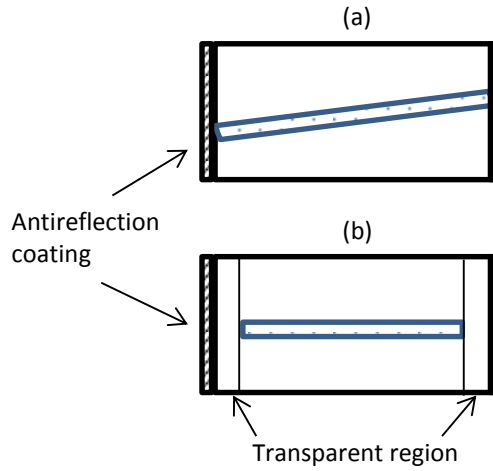 (a)
Antireflection
coating
(b)
Transparent region